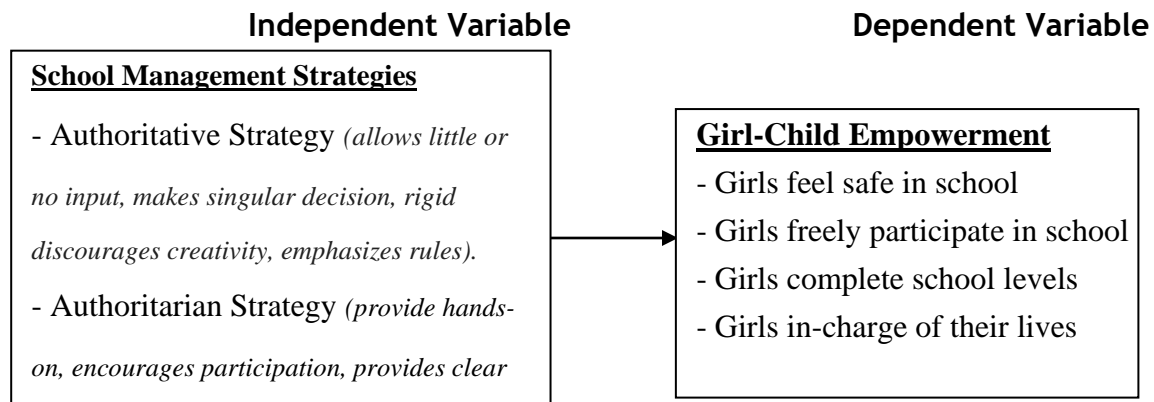 Independent Variable
Dependent Variable
School Management Strategies
- Authoritative Strategy (allows little or
no input, makes singular decision, rigid
discourages creativity, emphasizes rules).
- Authoritarian Strategy (provide hands-
on, encourages participation, provides clear
Girl-Child Empowerment
- Girls feel safe in school
- Girls freely participate in school
- Girls complete school levels
- Girls in-charge of their lives